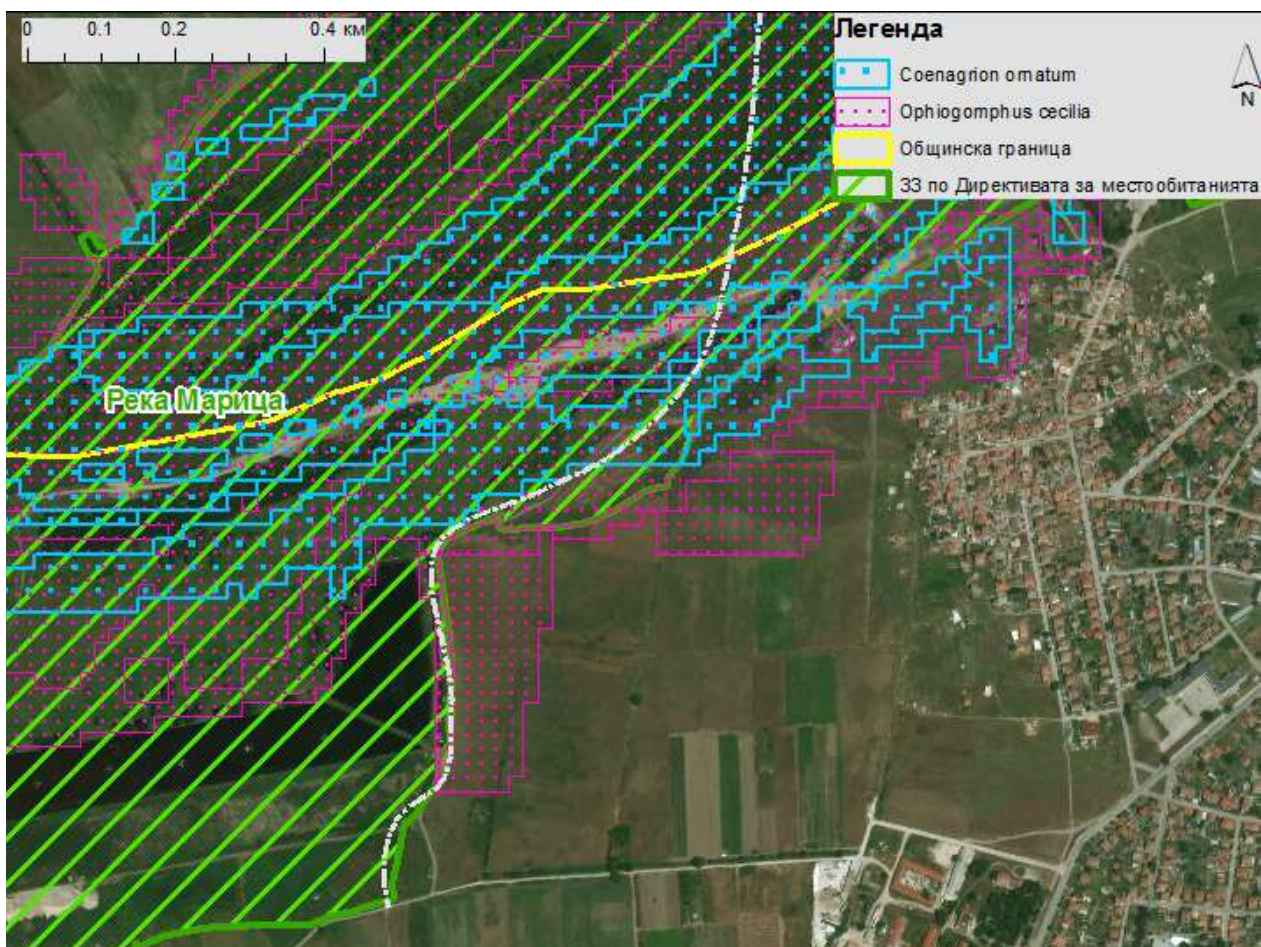 0 0.1 0.2 0.4 км
Легенда
Coenagrion ornatum
Ophiogomphus cecilia
Общинска граница
ЗЗ по Директивата за местообитанията
N
Река Марица